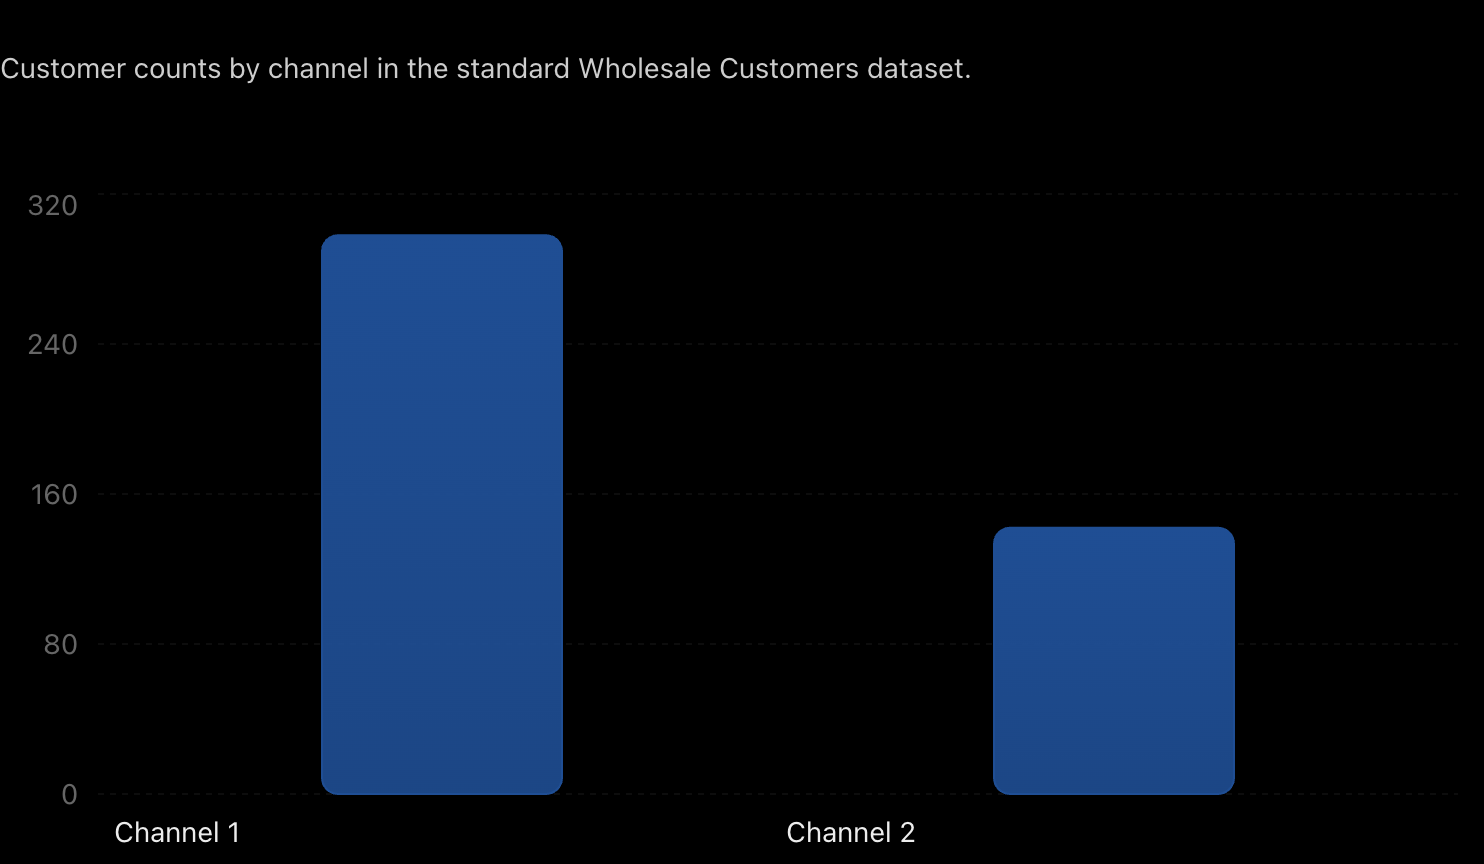 Customer counts by channel in the standard Wholesale Customers dataset.
320
240
160
80
0
Channel 1
Channel 2